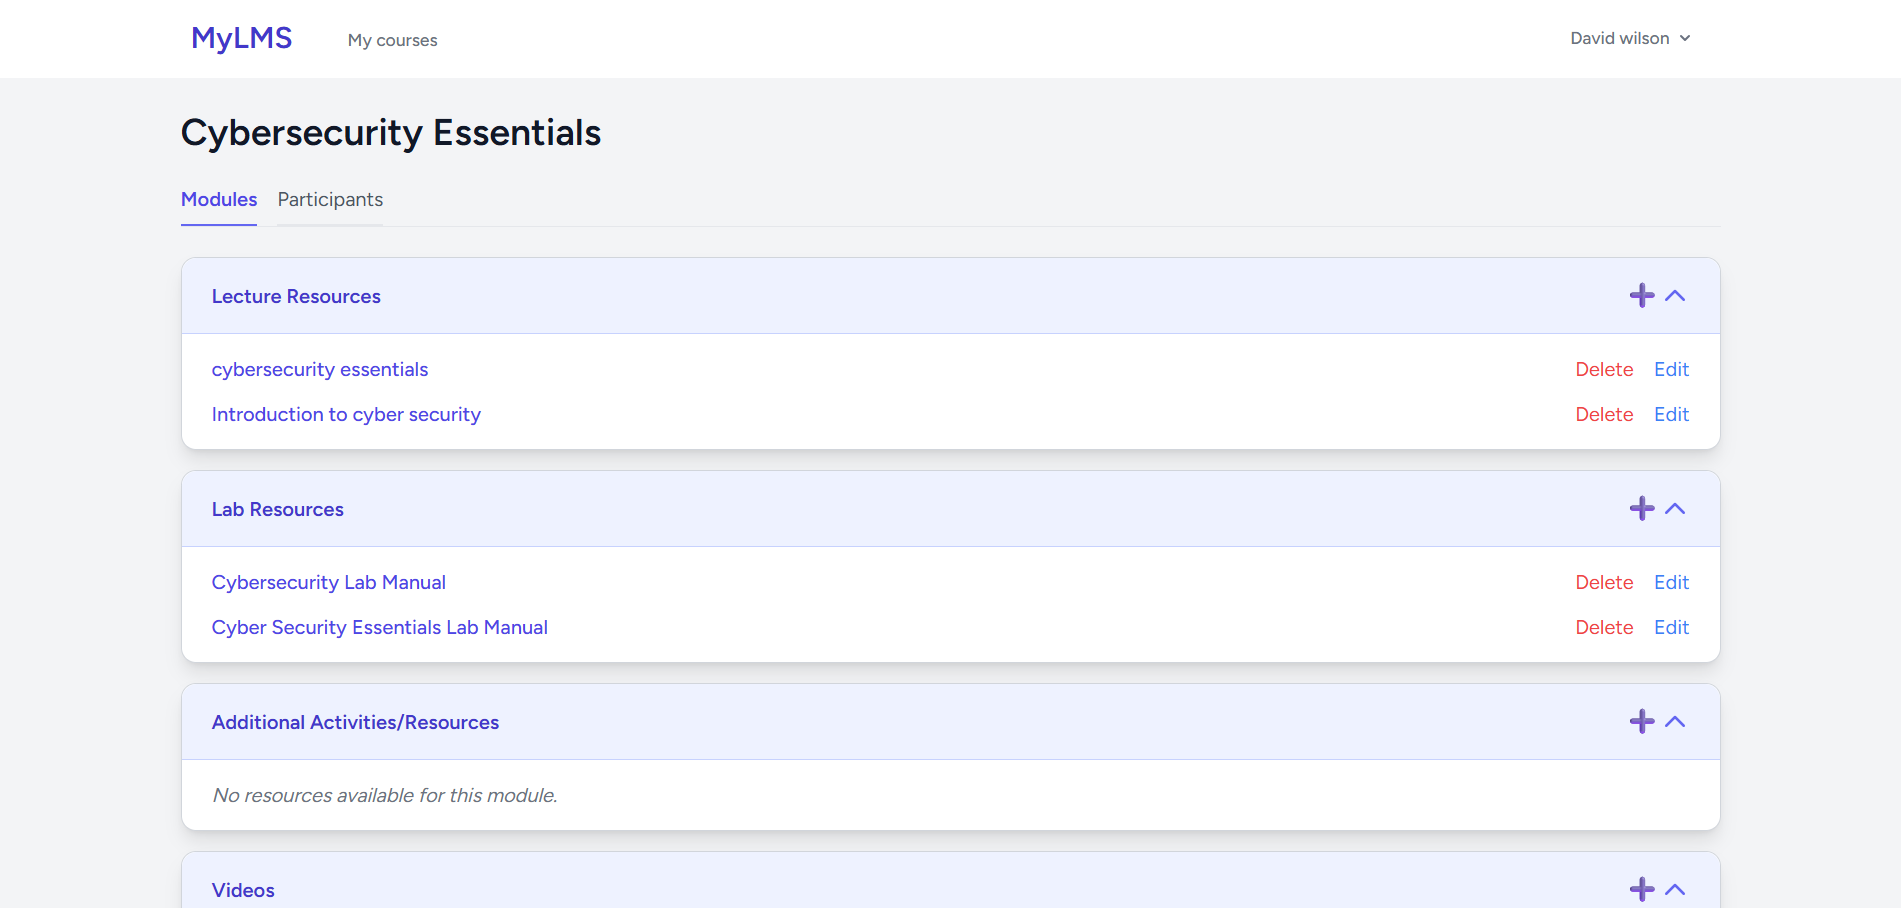 MyLMS My courses David wilson
Cybersecurity Essentials
Modules Participants
Lecture Resources
cybersecurity essentials Delete Edit
Introduction to cyber security Delete Edit
Lab Resources
Cybersecurity Lab Manual Delete Edit
Cyber Security Essentials Lab Manual Delete Edit
Additional Activities/Resources
No resources available for this module.
Videos